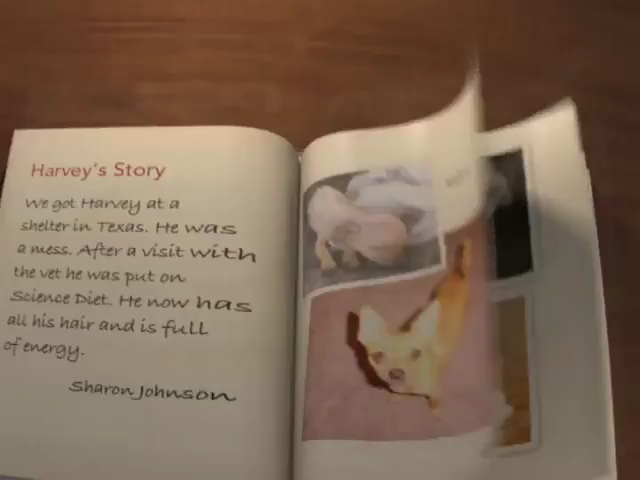 Harvey's Story
We got Harvey at a
shelter in Texas. He was
a mess. After a visit with
the vet he was put on
Science Diet. He now has
all his hair and is full
of energy.
Sharon Johnson